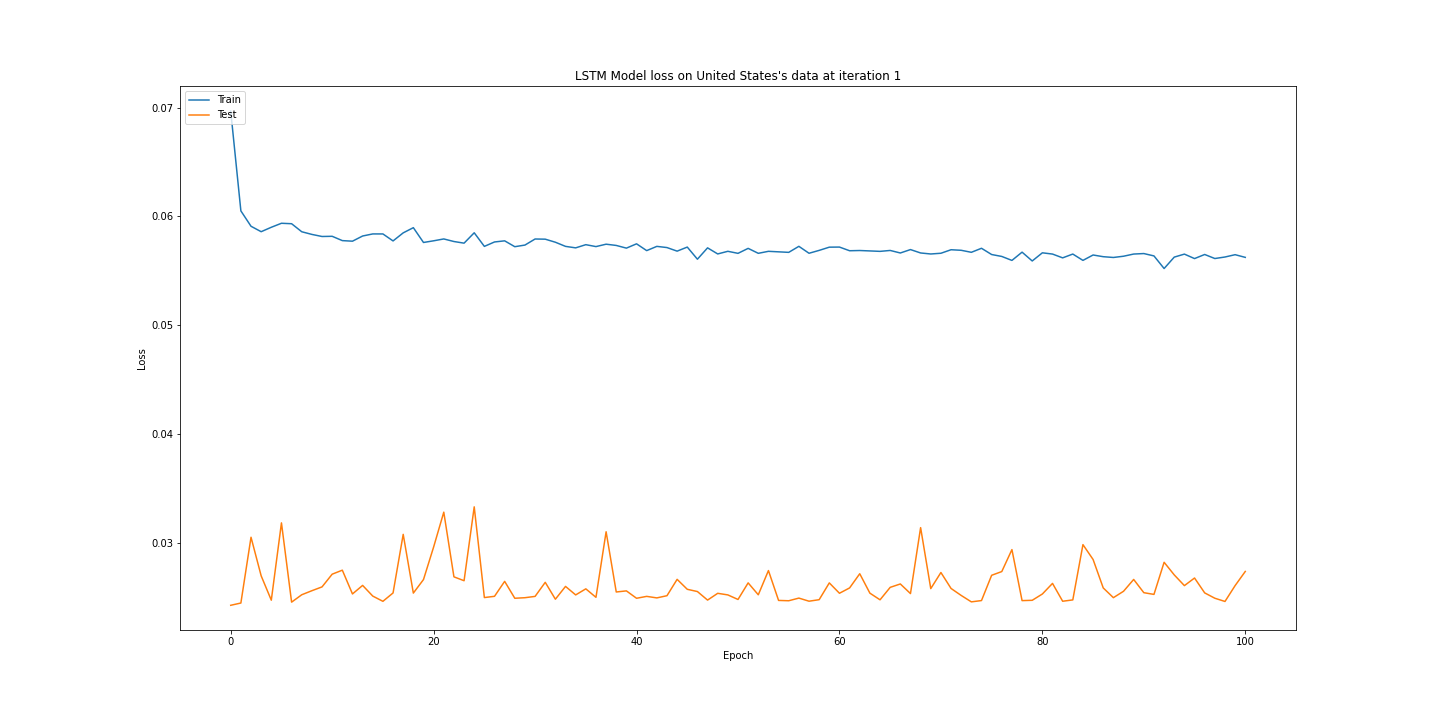 LSTM Model loss on United States's data at iteration 1
Train
Test
0.07
0.06
0.05
0.04
0.03
Loss
0 20 40 60 80 100
Epoch